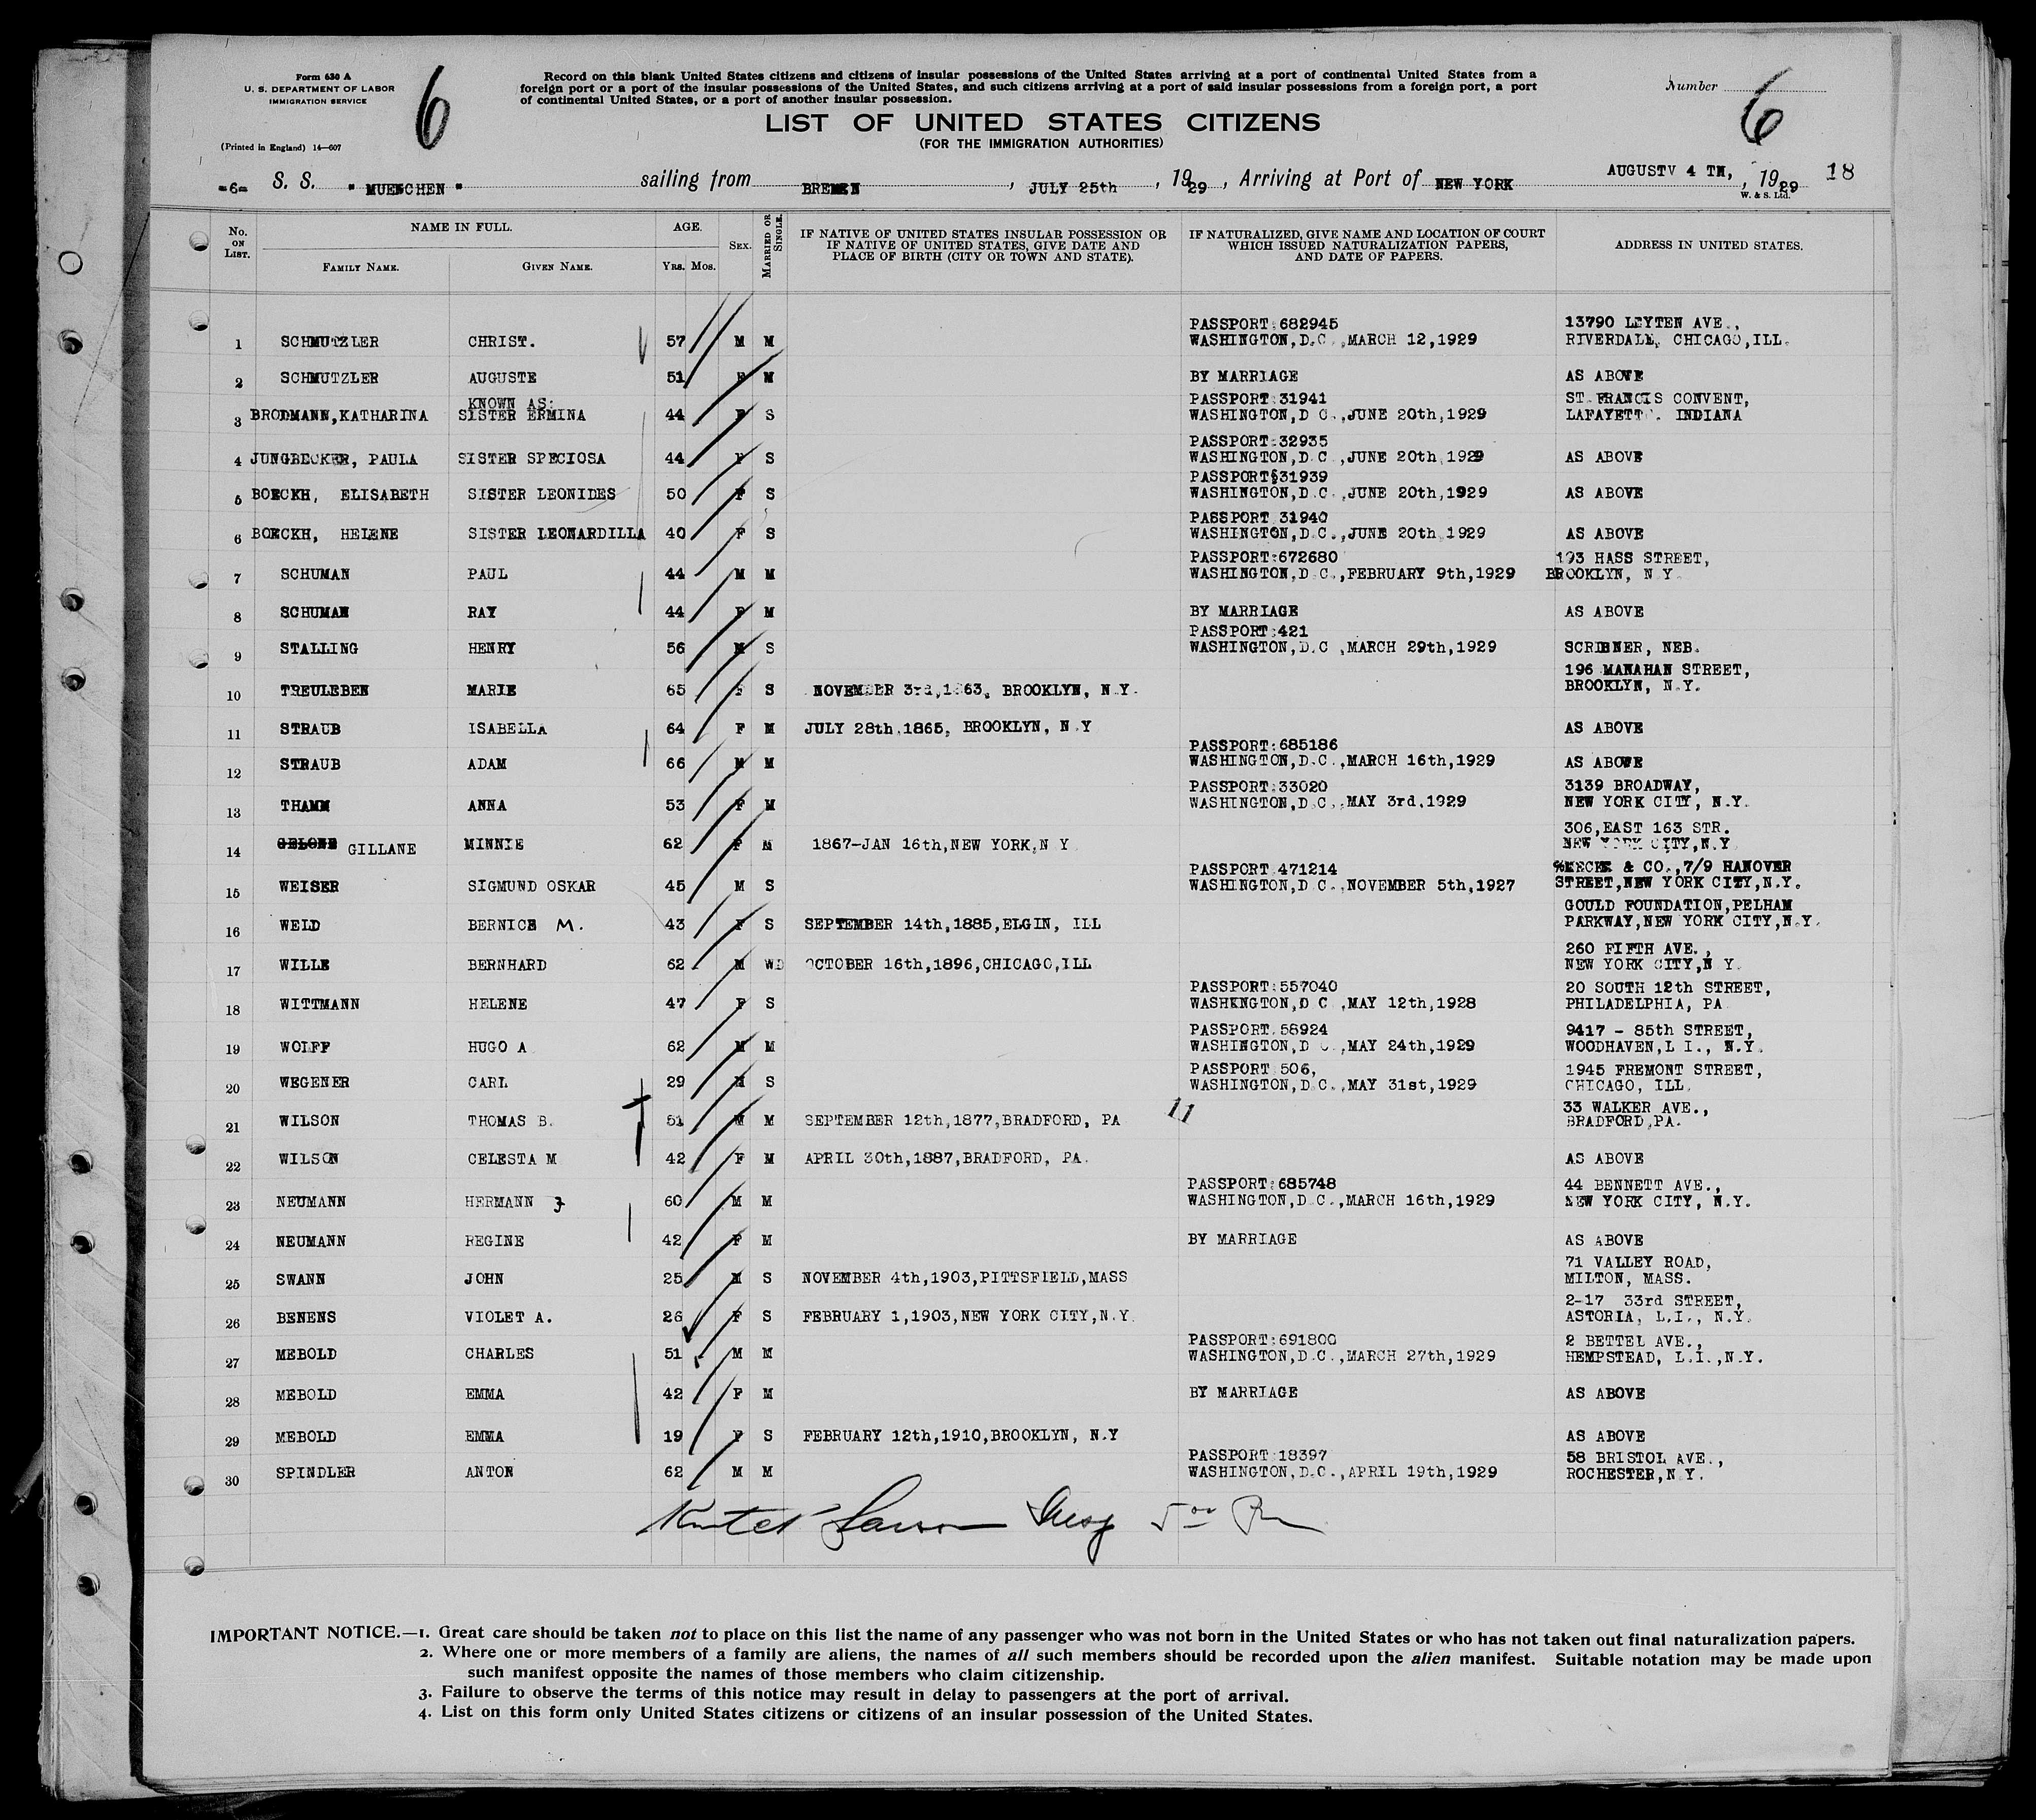 Form 630 A
U. S. DEPARTMENT OF LABOR
IMMIGRATION SERVICE
(Printed in England) 14—607
6
Record on this blank United States citizens and citizens of insular possessions of the United States arriving at a port of continental United States from a
foreign port or a port of the insular possessions of the United States, and such citizens arriving at a port of said insular possessions from a foreign port, a port
of continental United States, or a port of another insular possession.
Number
6
LIST OF UNITED STATES CITIZENS
(FOR THE IMMIGRATION AUTHORITIES)
-6- S. S. " MUENCHEN " sailing from BREMEN, JULY 25th, 1929, Arriving at Port of NEW YORK AUGUSTV 4 TH, 1929 18
W. & S. Ltd.
No. ON LIST. NAME IN FULL. AGE. SEX. MARRIED OR SINGLE. IF NATIVE OF UNITED STATES INSULAR POSSESSION OR IF NATIVE OF UNITED STATES, GIVE DATE AND PLACE OF BIRTH (CITY OR TOWN AND STATE). IF NATURALIZED, GIVE NAME AND LOCATION OF COURT WHICH ISSUED NATURALIZATION PAPERS, AND DATE OF PAPERS. ADDRESS IN UNITED STATES.
FAMILY NAME. GIVEN NAME. YRS. MOS.
PASSPORT:682945 13790 LEYTEN AVE.,
1 SCHMUTZLER CHRIST. 57 M M WASHINGTON,D.C.,MARCH 12,1929 RIVERDALE, CHICAGO,ILL.
2 SCHMUTZLER AUGUSTE 51 F M BY MARRIAGE AS ABOVE
KNOWN AS: PASSPORT:31941 ST.FRANCIS CONVENT,
3 BRODMANN,KATHARINA SISTER ERMINA 44 F S WASHINGTON,D C.,JUNE 20th,1929 LAFAYETT . INDIANA
PASSPORT:32935
4 JUNGBECKER, PAULA SISTER SPECIOSA 44 F S WASHINGTON,D.C.,JUNE 20th,1929 AS ABOVE
PASSPORT§31939
5 BOECKH, ELISABETH SISTER LEONIDES 50 F S WASHINGTON,D.C.,JUNE 20th,1929 AS ABOVE
PASSPORT 31940
6 BOECKH, HELENE SISTER LEONARDILLA 40 F S WASHINGTON,D.C.,JUNE 20th,1929 AS ABOVE
PASSPORT:672680 193 HASS STREET,
7 SCHUMAN PAUL 44 M M WASHINGTON,D.C.,FEBRUARY 9th,1929 BROOKLYN, N.Y.
8 SCHUMAN RAY 44 F M BY MARRIAGE AS ABOVE
PASSPORT:421
9 STALLING HENRY 56 M S WASHINGTON,D.C.,MARCH 29th,1929 SCRIBNER, NEB.
196 MANAHAN STREET,
10 TREULEBEN MARIE 65 F S NOVEMBER 3rd,1863, BROOKLYN, N.Y. BROOKLYN, N.Y.
11 STRAUB ISABELLA 64 F M JULY 28th,1865, BROOKLYN, N.Y AS ABOVE
PASSPORT:685186
12 STRAUB ADAM 66 M M WASHINGTON,D.C.,MARCH 16th,1929 AS ABOVE
PASSPORT:33020 3139 BROADWAY,
13 THAMM ANNA 53 F M WASHINGTON,D.C.,MAY 3rd,1929 NEW YORK CITY, N.Y.
306,EAST 163 STR.
14 GILLANE MINNIE 62 F M 1867-JAN 16th,NEW YORK,N Y NEW YORK CITY,N.Y
PASSPORT 471214 & CO.,7/9 HANOVER
15 WEISER SIGMUND OSKAR 45 M S WASHINGTON,D C.,NOVEMBER 5th,1927 STREET,NEW YORK CITY,N.Y.
GOULD FOUNDATION,PELHAM
16 WELD BERNICE M. 43 F S SEPTEMBER 14th,1885,ELGIN, ILL PARKWAY,NEW YORK CITY,N.Y.
260 FIFTH AVE.,
17 WILLE BERNHARD 62 M WD OCTOBER 16th,1896,CHICAGO,ILL NEW YORK CITY,N Y.
PASSPORT:557040 20 SOUTH 12th STREET,
18 WITTMANN HELENE 47 F S WASHKNGTON,D C.,MAY 12th,1928 PHILADELPHIA, PA
PASSPORT.58924 9417 - 85th STREET,
19 WOLFF HUGO A 62 M M WASHINGTON,D C.,MAY 24th,1929 WOODHAVEN,L I., N.Y.
PASSPORT 506, 1945 FREMONT STREET,
20 WEGENER CARL 29 M S WASHINGTON,D.C.,MAY 31st,1929 CHICAGO, ILL.
11 33 WALKER AVE.,
21 WILSON THOMAS B. 51 M M SEPTEMBER 12th,1877,BRADFORD, PA BRADFORD,PA.
22 WILSON CELESTA M 42 F M APRIL 30th,1887,BRADFORD, PA. AS ABOVE
PASSPORT:685748 44 BENNETT AVE.,
23 NEUMANN HERMANN J 60 M M WASHINGTON,D.C.,MARCH 16th,1929 NEW YORK CITY, N.Y.
24 NEUMANN REGINE 42 F M BY MARRIAGE AS ABOVE
71 VALLEY ROAD,
25 SWANN JOHN 25 M S NOVEMBER 4th,1903,PITTSFIELD,MASS MILTON, MASS.
2-17 33rd STREET,
26 BENENS VIOLET A. 26 F S FEBRUARY 1,1903,NEW YORK CITY,N.Y. ASTORIA, L.I., N.Y.
PASSPORT:691800 2 BETTEL AVE.,
27 MEBOLD CHARLES 51 M M WASHINGTON,D.C.,MARCH 27th,1929 HEMPSTEAD, L.I.,N.Y.
28 MEBOLD EMMA 42 F M BY MARRIAGE AS ABOVE
29 MEBOLD EMMA 19 F S FEBRUARY 12th,1910,BROOKLYN, N.Y AS ABOVE
PASSPORT:18397 58 BRISTOL AVE.,
30 SPINDLER ANTON 62 M M WASHINGTON,D.C.,APRIL 19th,1929 ROCHESTER,N.Y.
IMPORTANT NOTICE.—1. Great care should be taken not to place on this list the name of any passenger who was not born in the United States or who has not taken out final naturalization papers.
2. Where one or more members of a family are aliens, the names of all such members should be recorded upon the alien manifest. Suitable notation may be made upon
such manifest opposite the names of those members who claim citizenship.
3. Failure to observe the terms of this notice may result in delay to passengers at the port of arrival.
4. List on this form only United States citizens or citizens of an insular possession of the United States.